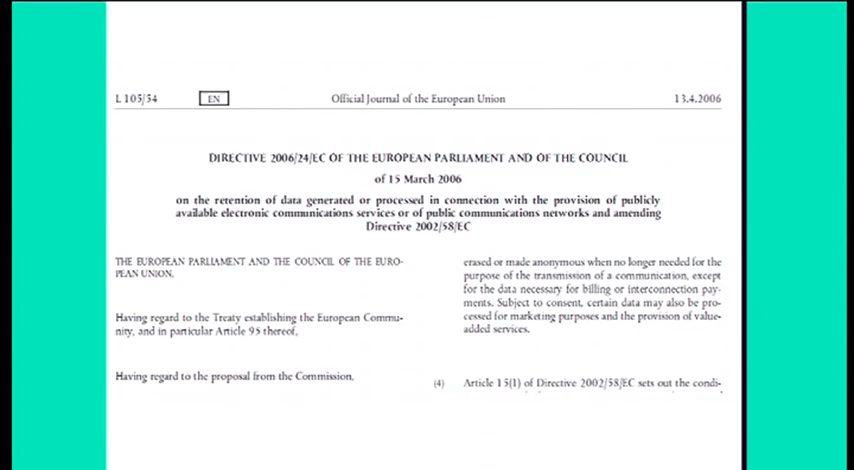 L 105/54 EN Official Journal of the European Union 13.4.2006
DIRECTIVE 2006/24/EC OF THE EUROPEAN PARLIAMENT AND OF THE COUNCIL
of 15 March 2006
on the retention of data generated or processed in connection with the provision of publicly
available electronic communications services or of public communications networks and amending
Directive 2002/58/EC
THE EUROPEAN PARLIAMENT AND THE COUNCIL OF THE EURO-
PEAN UNION,
Having regard to the Treaty establishing the European Commu-
nity, and in particular Article 95 thereof,
Having regard to the proposal from the Commission,
erased or made anonymous when no longer needed for the
purpose of the transmission of a communication, except
for the data necessary for billing or interconnection pay-
ments. Subject to consent, certain data may also be pro-
cessed for marketing purposes and the provision of value-
added services.
(4) Article 15(1) of Directive 2002/58/EC sets out the condi-